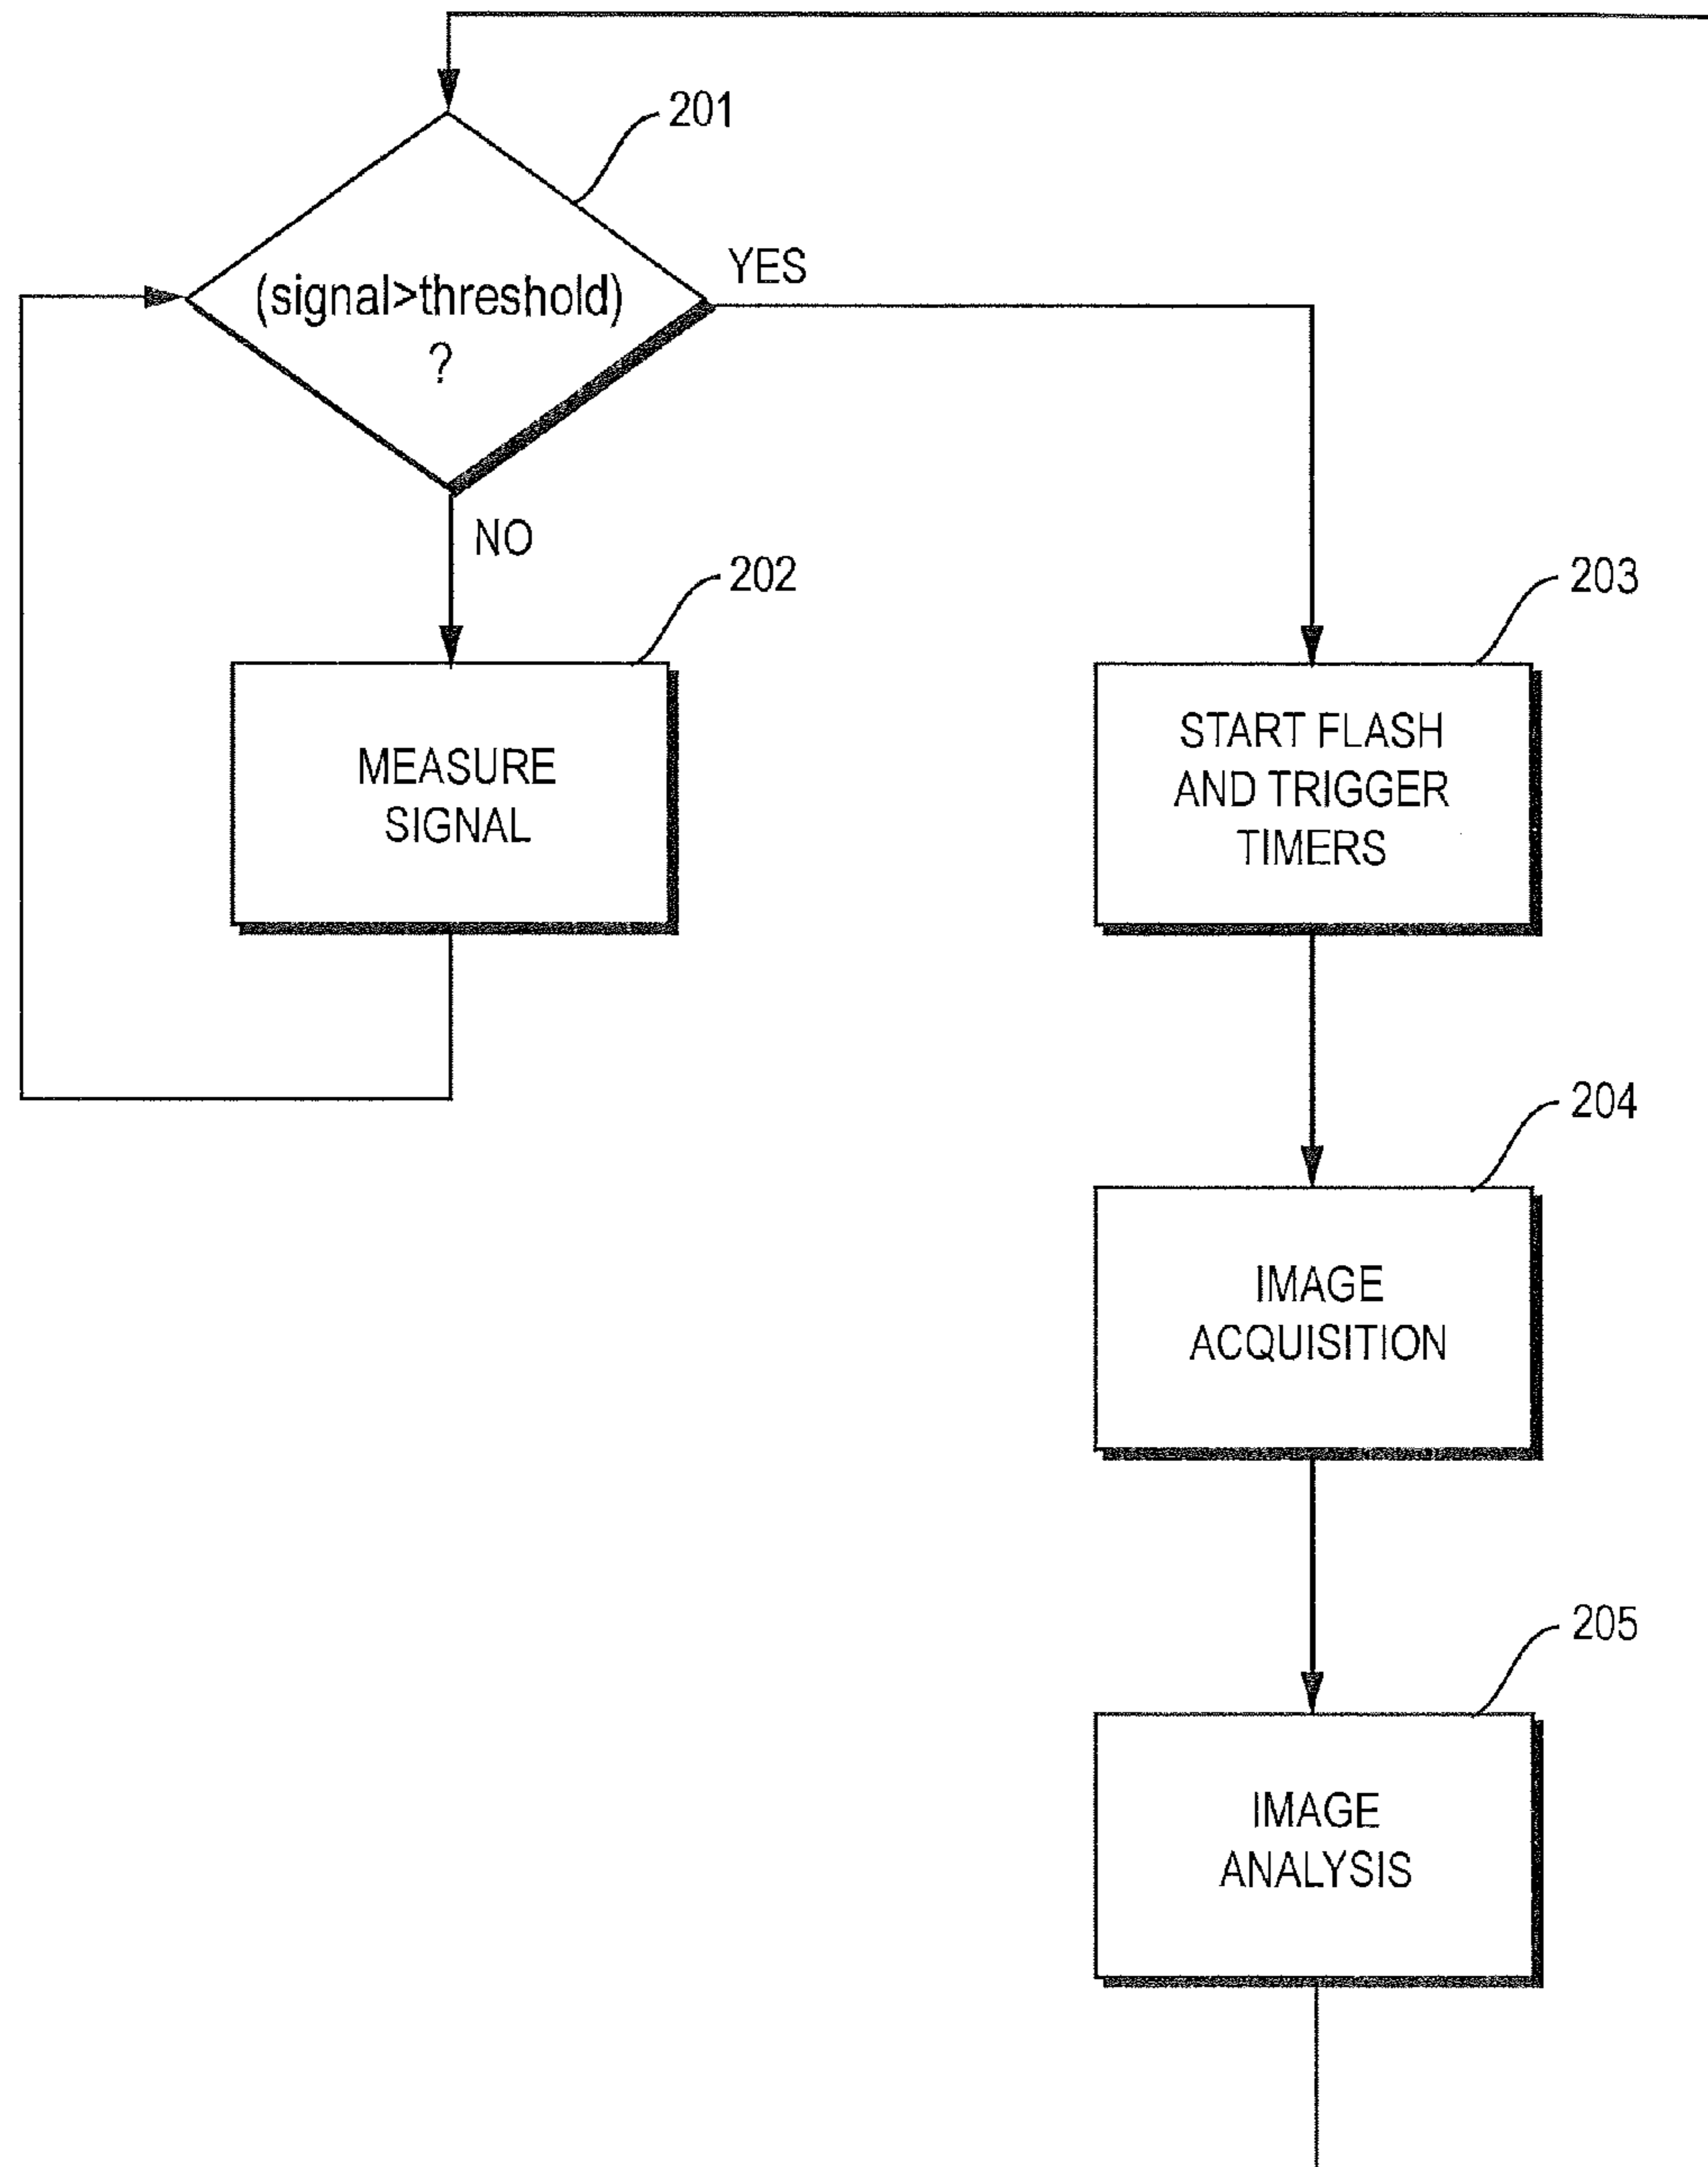 201
(signal>threshold)
?
YES
NO
202
MEASURE
SIGNAL
203
START FLASH
AND TRIGGER
TIMERS
204
IMAGE
ACQUISITION
205
IMAGE
ANALYSIS